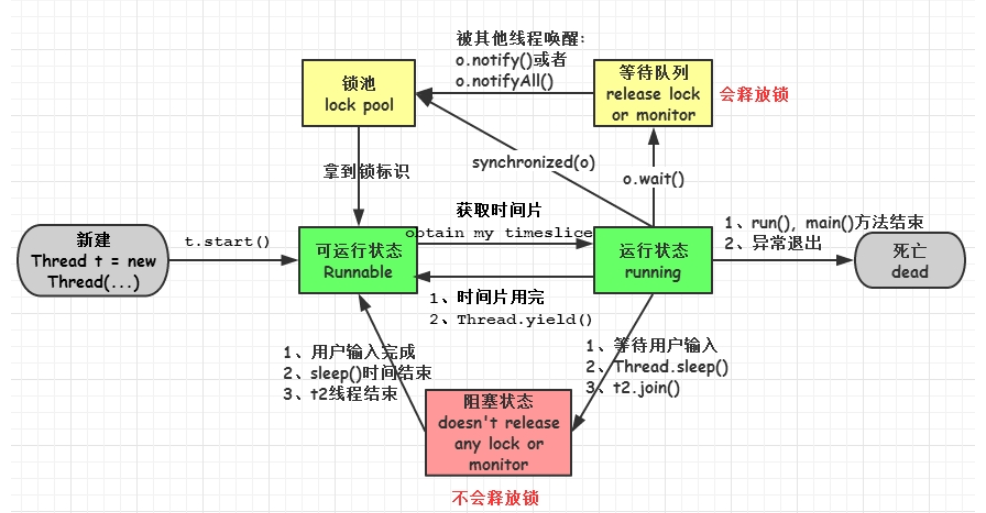 被其他线程唤醒:
o.notify()或者
o.notifyAll()
锁池
lock pool
等待队列
release lock
or monitor
会释放锁
synchronized(o)
o.wait()
拿到锁标识
获取时间片
obtain my timeslice
新建
Thread t = new
Thread(...)
t.start()
可运行状态
Runnable
运行状态
running
1、run(), main()方法结束
2、异常退出
死亡
dead
1、时间片用完
2、Thread.yield()
1、用户输入完成
2、sleep()时间结束
3、t2线程结束
1、等待用户输入
2、Thread.sleep()
3、t2.join()
阻塞状态
doesn't release
any lock or
monitor
不会释放锁